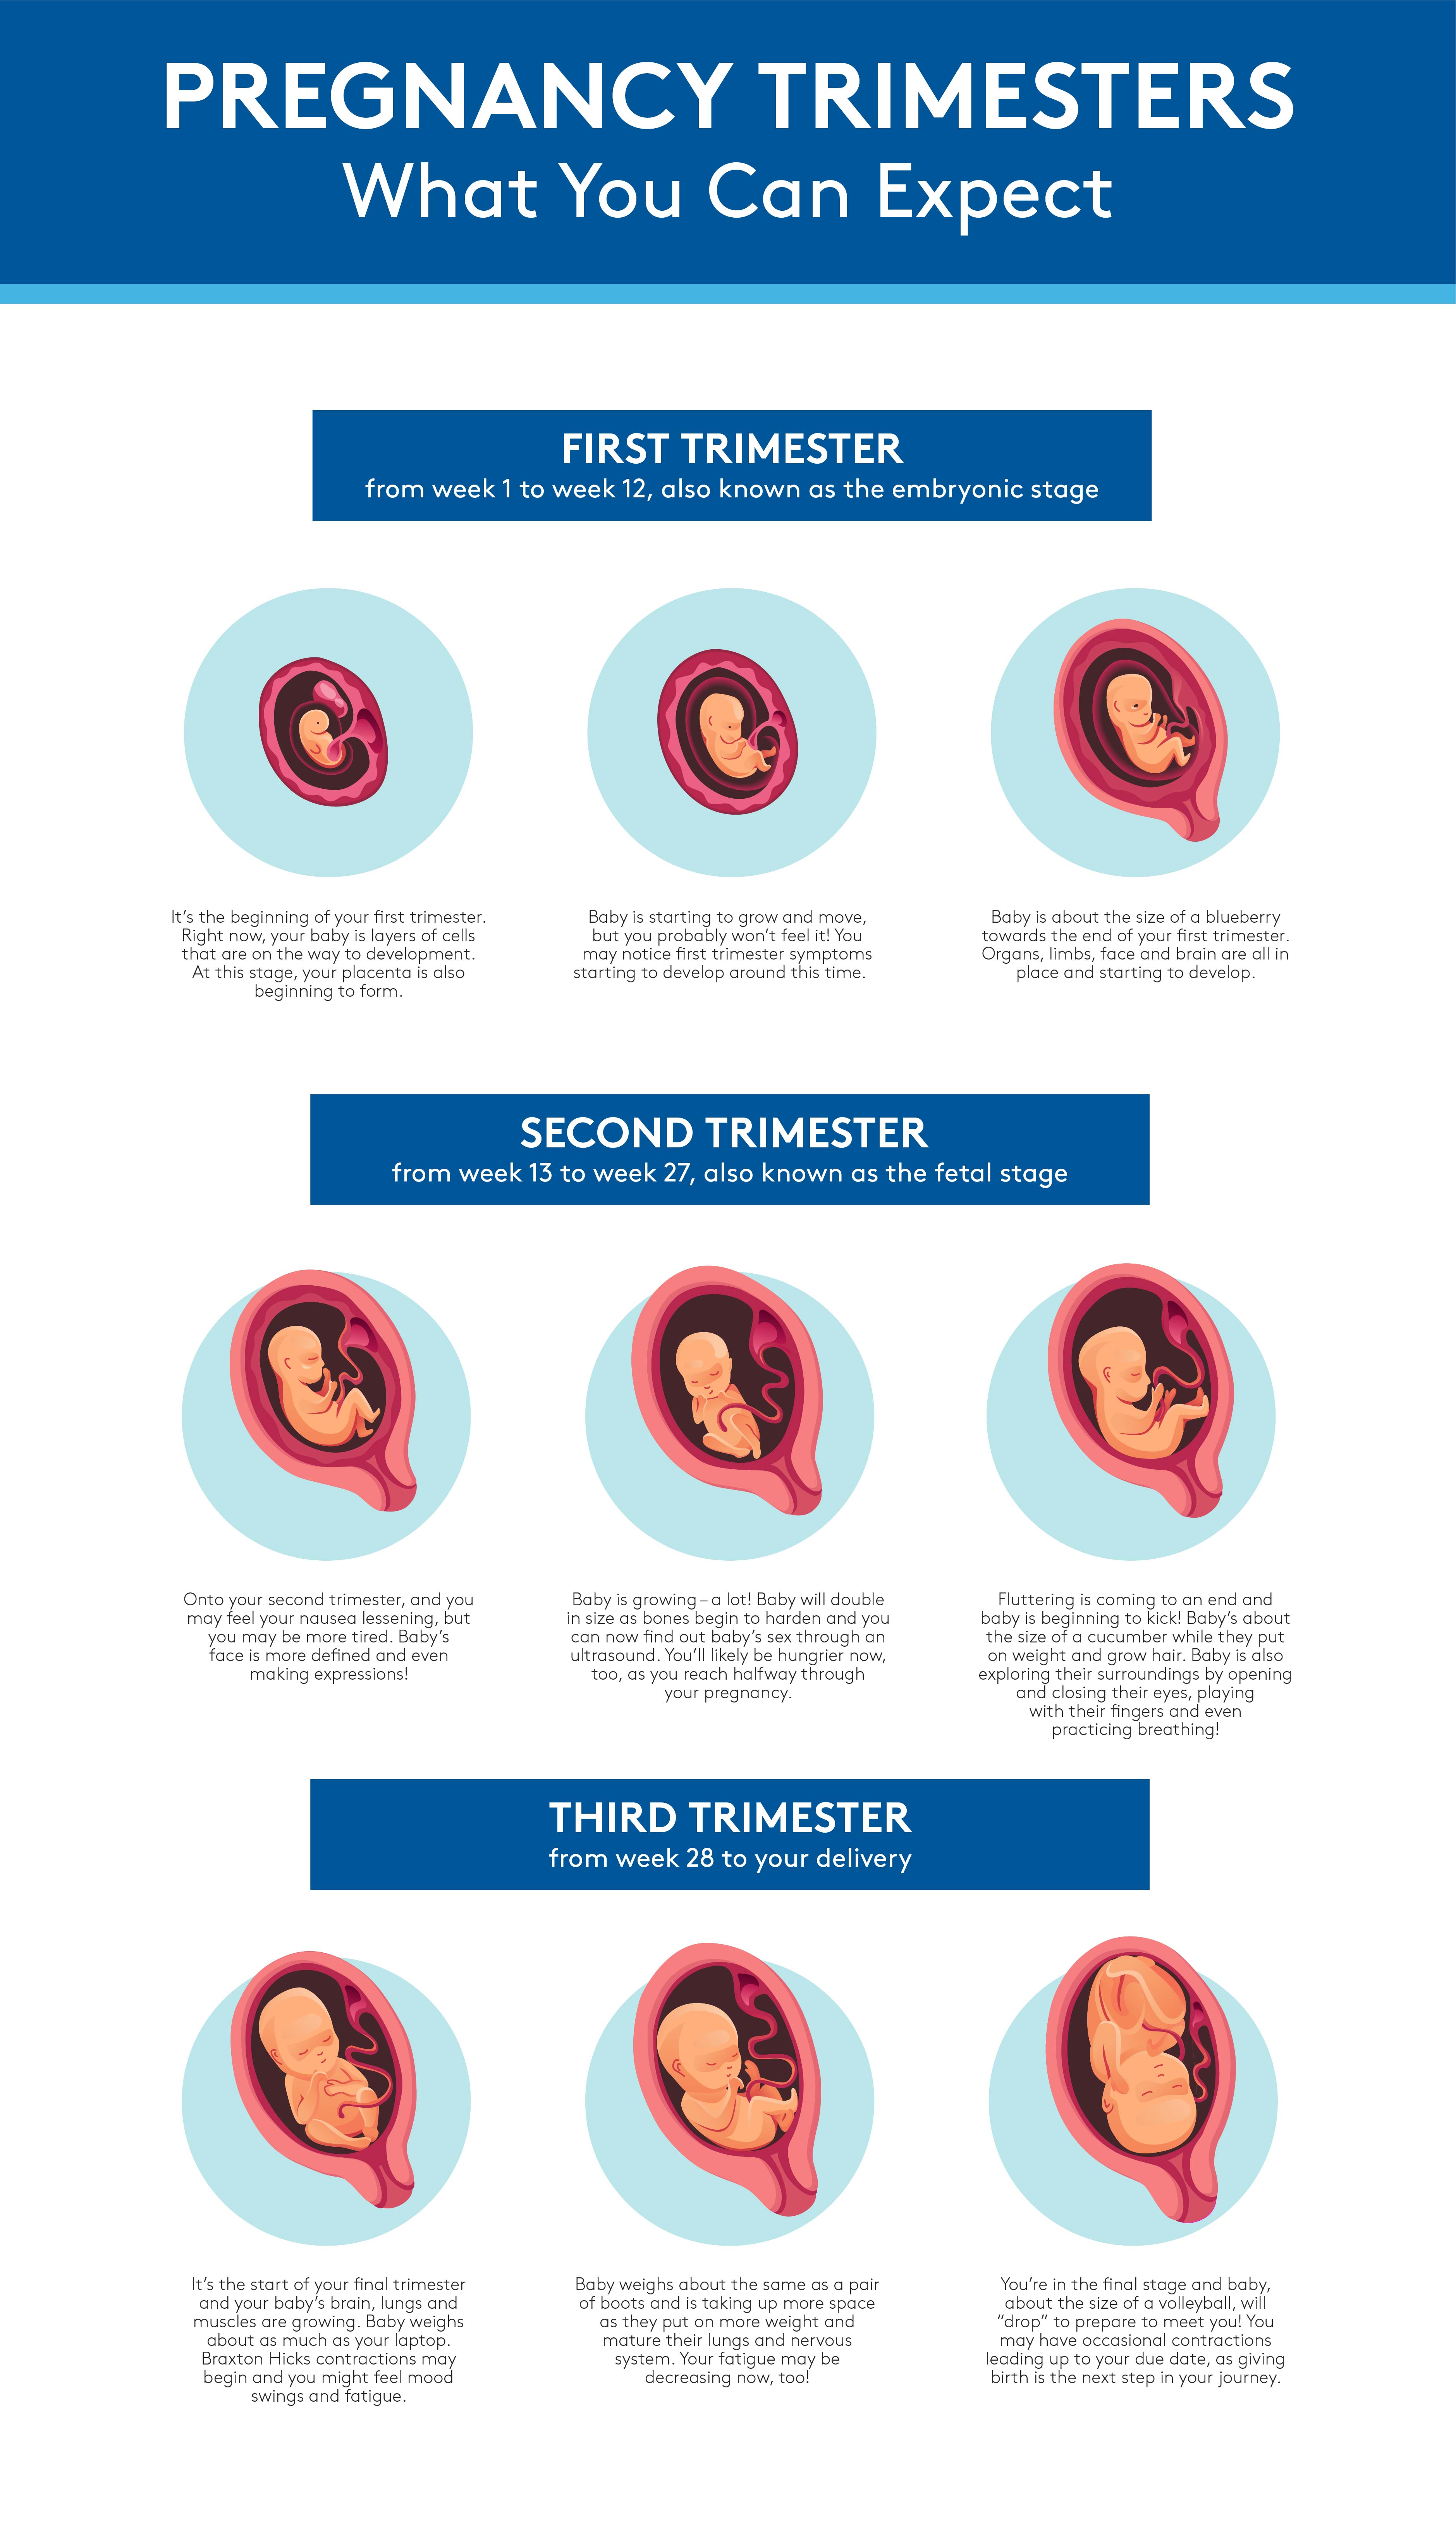 PREGNANCY TRIMESTERS
What You Can Expect
FIRST TRIMESTER
from week 1 to week 12, also known as the embryonic stage
It's the beginning of your first trimester.
Right now, your baby is layers of cells
that are on the way to development.
At this stage, your placenta is also
beginning to form.
Baby is starting to grow and move,
but you probably won't feel it! You
may notice first trimester symptoms
starting to develop around this time.
Baby is about the size of a blueberry
towards the end of your first trimester.
Organs, limbs, face and brain are all in
place and starting to develop.
SECOND TRIMESTER
from week 13 to week 27, also known as the fetal stage
Onto your second trimester, and you
may feel your nausea lessening, but
you may be more tired. Baby's
face is more defined and even
making expressions!
Baby is growing – a lot! Baby will double
in size as bones begin to harden and you
can now find out baby's sex through an
ultrasound. You'll likely be hungrier now,
too, as you reach halfway through
your pregnancy.
Fluttering is coming to an end and
baby is beginning to kick! Baby's about
the size of a cucumber while they put
on weight and grow hair. Baby is also
exploring their surroundings by opening
and closing their eyes, playing
with their fingers and even
practicing breathing!
THIRD TRIMESTER
from week 28 to your delivery
It's the start of your final trimester
and your baby's brain, lungs and
muscles are growing. Baby weighs
about as much as your laptop.
Braxton Hicks contractions may
begin and you might feel mood
swings and fatigue.
Baby weighs about the same as a pair
of boots and is taking up more space
as they put on more weight and
mature their lungs and nervous
system. Your fatigue may be
decreasing now, too!
You're in the final stage and baby,
about the size of a volleyball, will
“drop” to prepare to meet you! You
may have occasional contractions
leading up to your due date, as giving
birth is the next step in your journey.